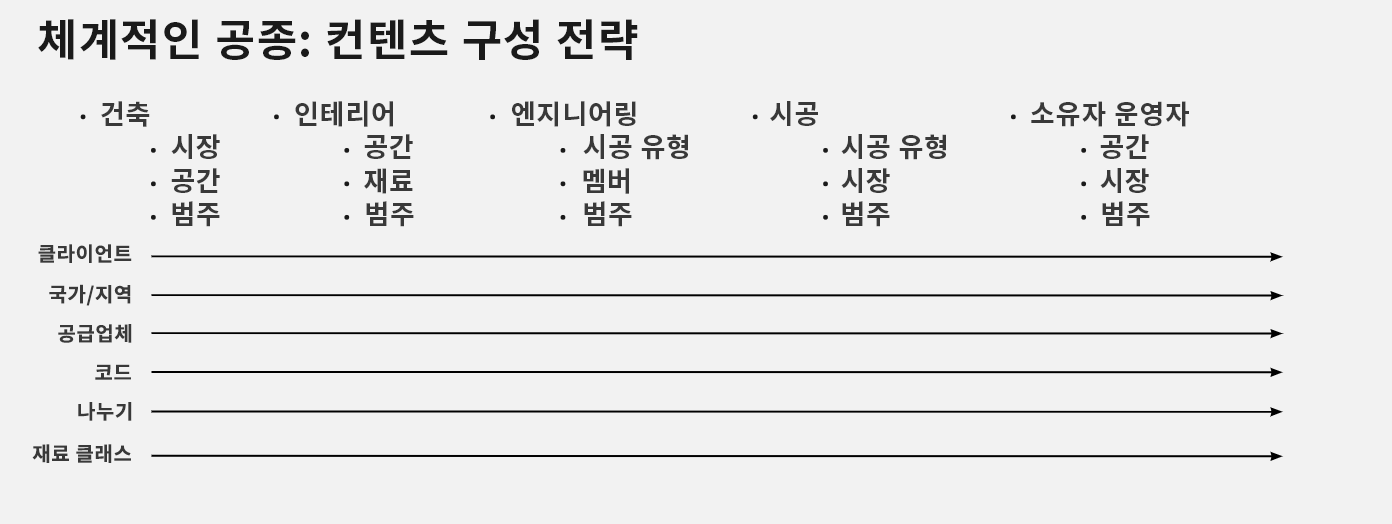 체계적인 공종: 컨텐츠 구성 전략
• 건축
• 시장
• 공간
• 범주
• 인테리어
• 공간
• 재료
• 범주
• 엔지니어링
• 시공 유형
• 멤버
• 범주
• 시공
• 시공 유형
• 시장
• 범주
• 소유자 운영자
• 공간
• 시장
• 범주
클라이언트
국가/지역
공급업체
코드
나누기
재료 클래스